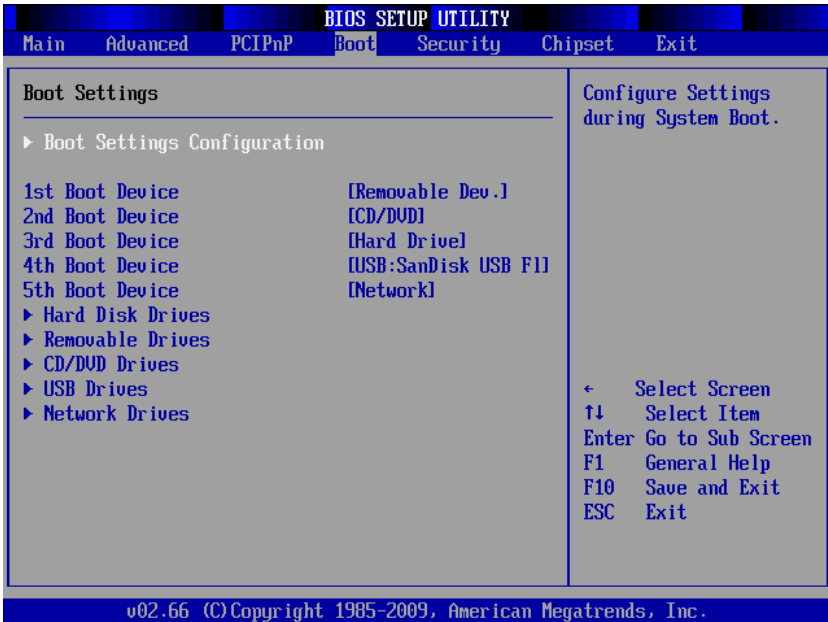 BIOS SETUP UTILITY
Main Advanced PCIPnP Boot Security Chipset Exit
Boot Settings
▶ Boot Settings Configuration
1st Boot Device [Removable Dev.]
2nd Boot Device [CD/DVD]
3rd Boot Device [Hard Drive]
4th Boot Device [USB:SanDisk USB Fl]
5th Boot Device [Network]
▶ Hard Disk Drives
▶ Removable Drives
▶ CD/DVD Drives
▶ USB Drives
▶ Network Drives
Configure Settings
during System Boot.
← Select Screen
↑↓ Select Item
Enter Go to Sub Screen
F1 General Help
F10 Save and Exit
ESC Exit
v02.66 (C)Copyright 1985-2009, American Megatrends, Inc.